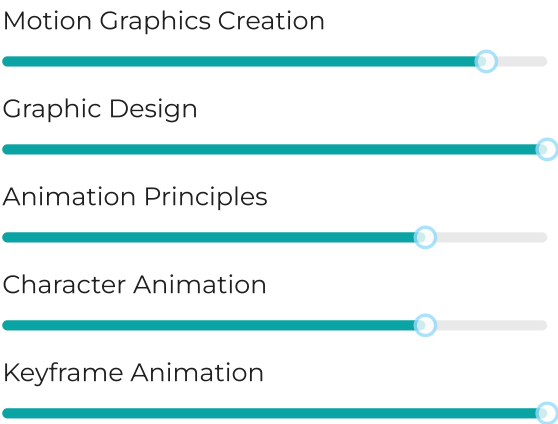 Motion Graphics Creation
Graphic Design
Animation Principles
Character Animation
Keyframe Animation